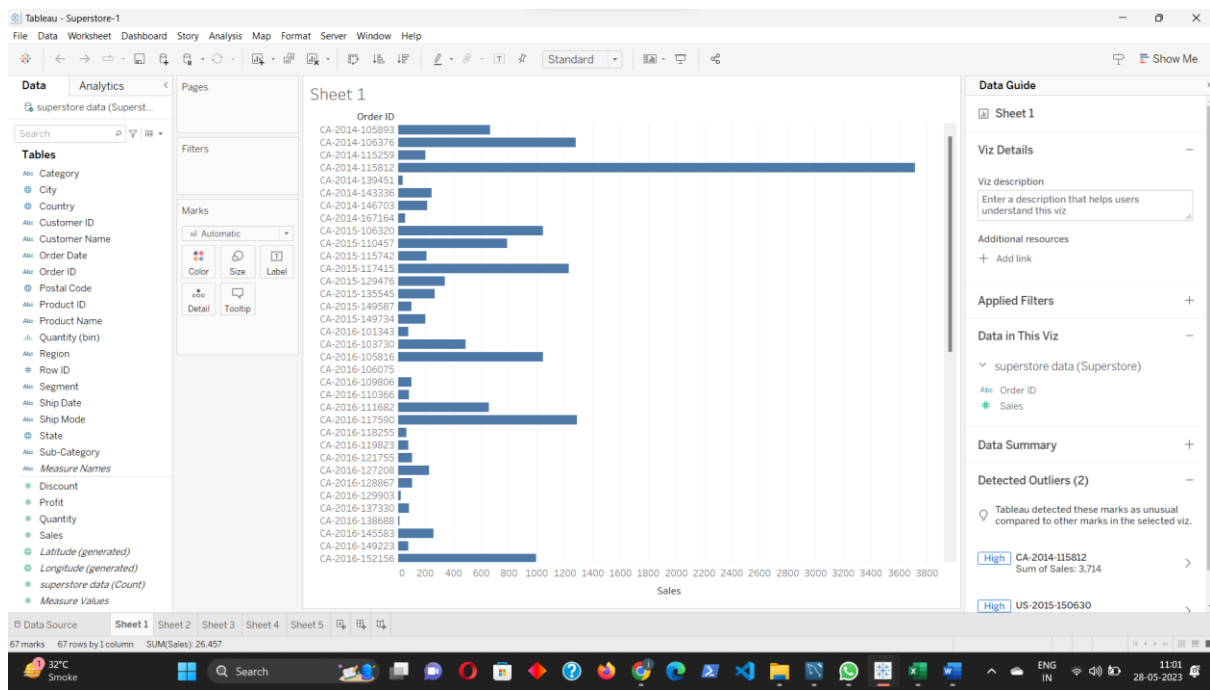 Tableau - Superstore-1
File Data Worksheet Dashboard Story Analysis Map Format Server Window Help
Standard
Show Me
Data Analytics
superstore data (Superst...
Search
Tables
Abc Category
City
Country
Abc Customer ID
Abc Customer Name
Abc Order Date
Abc Order ID
Postal Code
Abc Product ID
Abc Product Name
Quantity (bin)
Abc Region
# Row ID
Abc Segment
Abc Ship Date
Abc Ship Mode
State
Abc Sub-Category
Abc Measure Names
# Discount
# Profit
# Quantity
# Sales
Latitude (generated)
Longitude (generated)
# superstore data (Count)
# Measure Values
Pages
Filters
Marks
Automatic
Color Size Label
Detail Tooltip
Sheet 1
Order ID
CA-2014-105893
CA-2014-106376
CA-2014-115259
CA-2014-115812
CA-2014-139451
CA-2014-143336
CA-2014-146703
CA-2014-167164
CA-2015-106320
CA-2015-110457
CA-2015-115742
CA-2015-117415
CA-2015-129476
CA-2015-135545
CA-2015-149587
CA-2015-149734
CA-2016-101343
CA-2016-103730
CA-2016-105816
CA-2016-106075
CA-2016-109806
CA-2016-110366
CA-2016-111682
CA-2016-117590
CA-2016-118255
CA-2016-119823
CA-2016-121755
CA-2016-127208
CA-2016-128867
CA-2016-129903
CA-2016-137330
CA-2016-138688
CA-2016-145583
CA-2016-149223
CA-2016-152156
0 200 400 600 800 1000 1200 1400 1600 1800 2000 2200 2400 2600 2800 3000 3200 3400 3600 3800
Sales
Data Guide
Sheet 1
Viz Details
Viz description
Enter a description that helps users
understand this viz
Additional resources
+ Add link
Applied Filters
Data in This Viz
superstore data (Superstore)
Abc Order ID
# Sales
Data Summary
Detected Outliers (2)
Tableau detected these marks as unusual
compared to other marks in the selected viz.
High CA-2014-115812
Sum of Sales: 3,714
High US-2015-150630
Data Source Sheet 1 Sheet 2 Sheet 3 Sheet 4 Sheet 5
67 marks 67 rows by 1 column SUM(Sales): 26,457
1 32°C
Smoke
Search
ENG
IN
11:01
28-05-2023